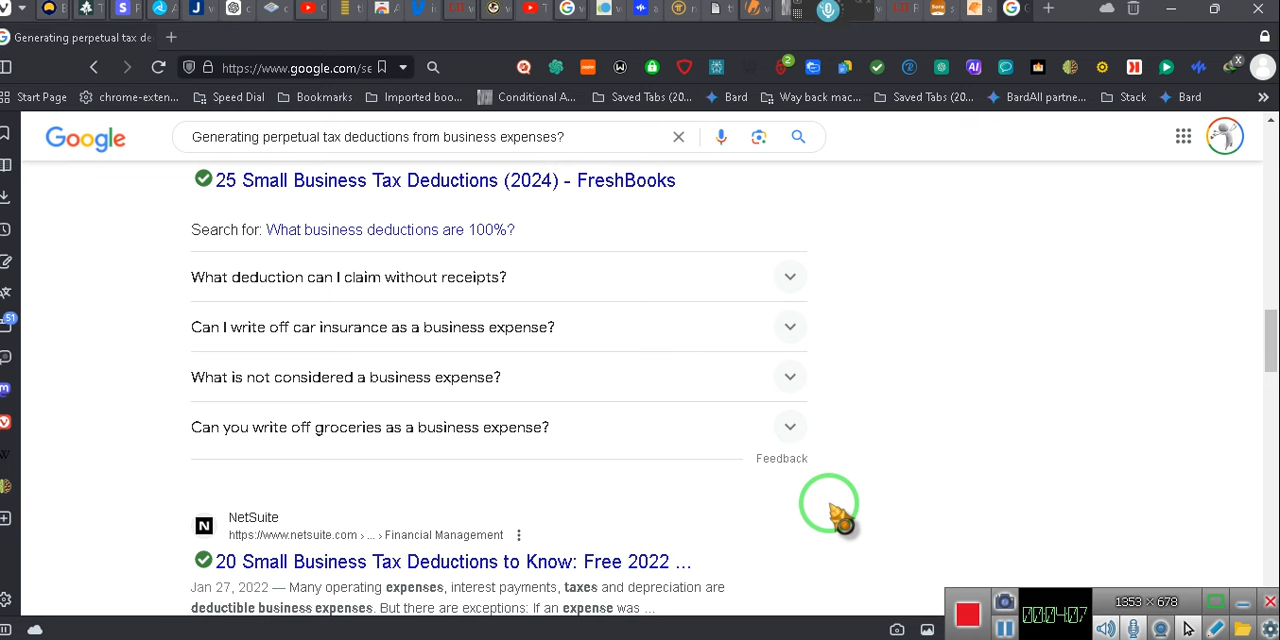 Generating perpetual tax de
https://www.google.com/se
2
X
Start Page
chrome-exten...
Speed Dial
Bookmarks
Imported boo...
Conditional A...
Saved Tabs (20...
Bard
Way back mac...
Saved Tabs (20...
BardAll partne...
Stack
Bard
Google
Generating perpetual tax deductions from business expenses?
25 Small Business Tax Deductions (2024) - FreshBooks
Search for: What business deductions are 100%?
What deduction can I claim without receipts?
Can I write off car insurance as a business expense?
51
What is not considered a business expense?
Can you write off groceries as a business expense?
Feedback
N
NetSuite
https://www.netsuite.com › ... › Financial Management
20 Small Business Tax Deductions to Know: Free 2022 ...
Jan 27, 2022 — Many operating expenses, interest payments, taxes and depreciation are
deductible business expenses. But there are exceptions: If an expense was ...
1353 × 678
00:04:07